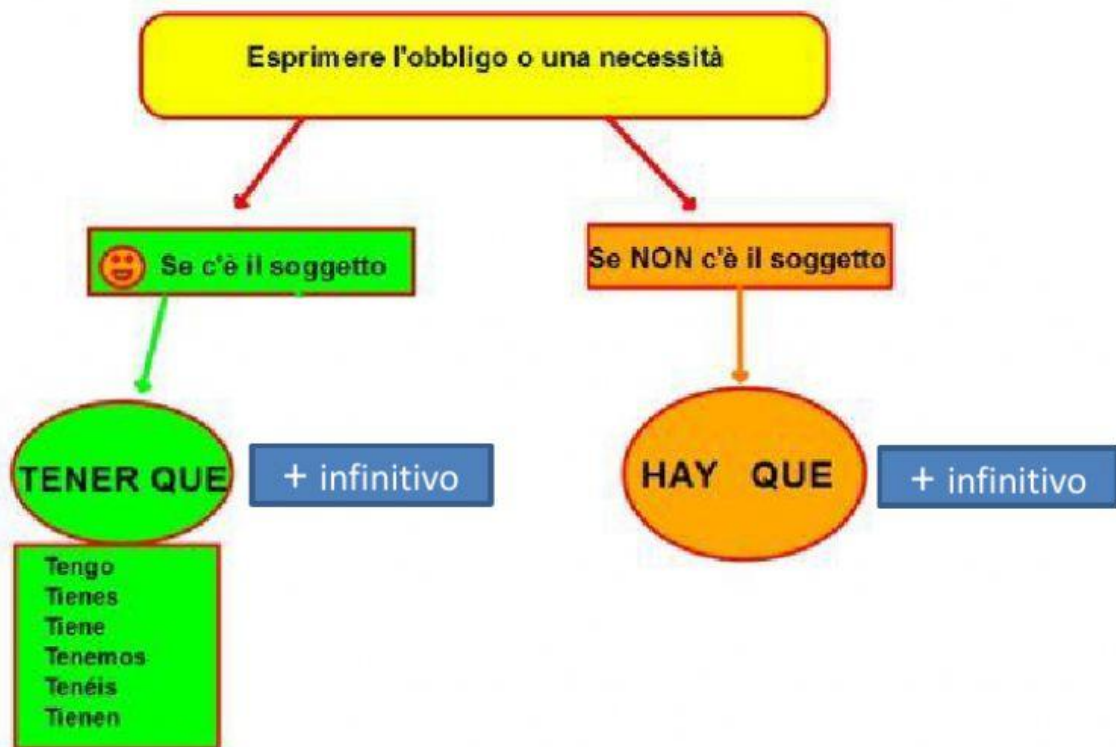 Esprimere l'obbligo o una necessità
Se c'è il soggetto
Se NON c'è il soggetto
TENER QUE
+ infinitivo
HAY QUE
+ infinitivo
Tengo
Tienes
Tiene
Tenemos
Tenéis
Tienen